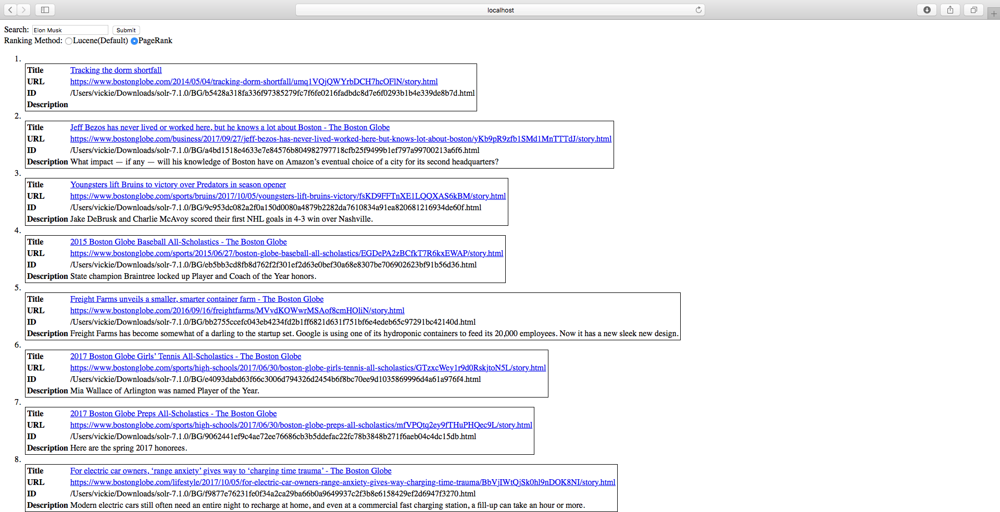 localhost
Search: Elon Musk Submit
Ranking Method: Lucene(Default) PageRank
1.
Title Tracking the dorm shortfall
URL https://www.bostonglobe.com/2014/05/04/tracking-dorm-shortfall/umq1VQjQWYrbDCH7hcOFlN/story.html
ID /Users/vickie/Downloads/solr-7.1.0/BG/b5428a318fa336f97385279fc7f6fe0216fadbdc8d7e6f0293b1b4e339de8b7d.html
Description
2.
Title Jeff Bezos has never lived or worked here, but he knows a lot about Boston - The Boston Globe
URL https://www.bostonglobe.com/business/2017/09/27/jeff-bezos-has-never-lived-worked-here-but-knows-lot-about-boston/yKb9pR9zfb1SMd1MnTTTdJ/story.html
ID /Users/vickie/Downloads/solr-7.1.0/BG/a4bd1518e4633e7e84576b804982797718cfb25f9499b1ef797a99700213a6f6.html
Description What impact — if any — will his knowledge of Boston have on Amazon’s eventual choice of a city for its second headquarters?
3.
Title Youngsters lift Bruins to victory over Predators in season opener
URL https://www.bostonglobe.com/sports/bruins/2017/10/05/youngsters-lift-bruins-victory/fsKD9FFTnXE1LQQXAS6kBM/story.html
ID /Users/vickie/Downloads/solr-7.1.0/BG/9c953dc082a2f0a150d0080a4879b2282da7610834a91ea820681216934de60f.html
Description Jake DeBrusk and Charlie McAvoy scored their first NHL goals in 4-3 win over Nashville.
4.
Title 2015 Boston Globe Baseball All-Scholastics - The Boston Globe
URL https://www.bostonglobe.com/sports/2015/06/27/boston-globe-baseball-all-scholastics/EGDePA2zBCfkT7R6kxEWAP/story.html
ID /Users/vickie/Downloads/solr-7.1.0/BG/eb5bb3cd8fb8d762f2f301ef2d63e0bef30a68e8307be706902623bf91b56d36.html
Description State champion Braintree locked up Player and Coach of the Year honors.
5.
Title Freight Farms unveils a smaller, smarter container farm - The Boston Globe
URL https://www.bostonglobe.com/2016/09/16/freightfarms/MVvdKOWwrMSAof8cmHOliN/story.html
ID /Users/vickie/Downloads/solr-7.1.0/BG/bb2755ccefc043eb4234fd2b1ff6821d631f751bf6e4edeb65c97291bc42140d.html
Description Freight Farms has become somewhat of a darling to the startup set. Google is using one of its hydroponic containers to feed its 20,000 employees. Now it has a new sleek new design.
6.
Title 2017 Boston Globe Girls’ Tennis All-Scholastics - The Boston Globe
URL https://www.bostonglobe.com/sports/high-schools/2017/06/30/boston-globe-girls-tennis-all-scholastics/GTzxcWey1r9d0RskjtoN5L/story.html
ID /Users/vickie/Downloads/solr-7.1.0/BG/e4093dabd63f66c3006d794326d2454b6f8bc70ee9d1035869996d4a61a976f4.html
Description Mia Wallace of Arlington was named Player of the Year.
7.
Title 2017 Boston Globe Preps All-Scholastics - The Boston Globe
URL https://www.bostonglobe.com/sports/high-schools/2017/06/30/boston-globe-preps-all-scholastics/mfVPQtq2ey9fTHuPHQec9L/story.html
ID /Users/vickie/Downloads/solr-7.1.0/BG/9062441ef9c4ae72ee76686cb3b5ddefac22fc78b3848b271f6aeb04c4dc15db.html
Description Here are the spring 2017 honorees.
8.
Title For electric car owners, ‘range anxiety’ gives way to ‘charging time trauma’ - The Boston Globe
URL https://www.bostonglobe.com/lifestyle/2017/10/05/for-electric-car-owners-range-anxiety-gives-way-charging-time-trauma/BbVjIWtQjSk0hl9nDOK8NI/story.html
ID /Users/vickie/Downloads/solr-7.1.0/BG/f9877e76231fe0f34a2ca29ba66b0a9649937c2f3b8e6158429ef2d6947f3270.html
Description Modern electric cars still often need an entire night to recharge at home, and even at a commercial fast charging station, a fill-up can take an hour or more.